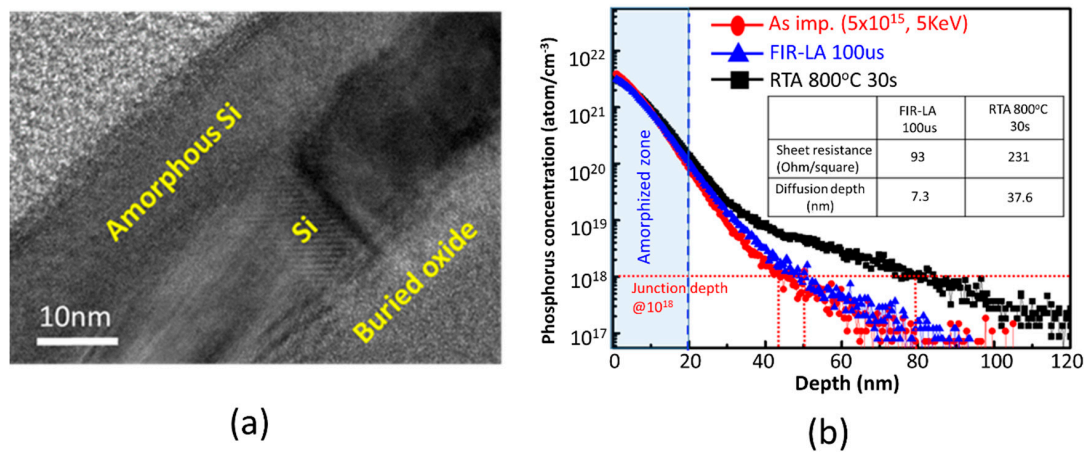 Amorphous Si
Si
Buried oxide
10nm
(a)
As imp. (5x10¹⁵, 5KeV)
FIR-LA 100us
RTA 800°C 30s
FIR-LA
100us
RTA 800°C
30s
Sheet resistance
(Ohm/square)
93
231
Diffusion depth
(nm)
7.3
37.6
Amorphized zone
Junction depth
@10¹⁸
Phosphorus concentration (atom/cm⁻³)
10²²
10²¹
10²⁰
10¹⁹
10¹⁸
10¹⁷
0 20 40 60 80 100 120
Depth (nm)
(b)